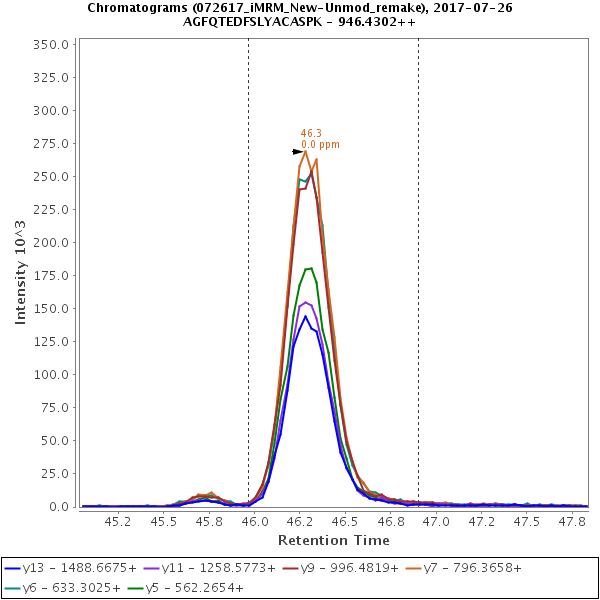 Chromatograms (072617_iMRM_New-Unmod_remake), 2017-07-26
AGFQTEDFSLYACASPK - 946.4302++
350.0
325.0
300.0
275.0
250.0
225.0
200.0
175.0
150.0
125.0
100.0
75.0
50.0
25.0
0.0
Intensity 10^3
46.3
0.0 ppm
45.2 45.5 45.8 46.0 46.2 46.5 46.8 47.0 47.2 47.5 47.8
Retention Time
y13 - 1488.6675+ y11 - 1258.5773+ y9 - 996.4819+ y7 - 796.3658+
y6 - 633.3025+ y5 - 562.2654+